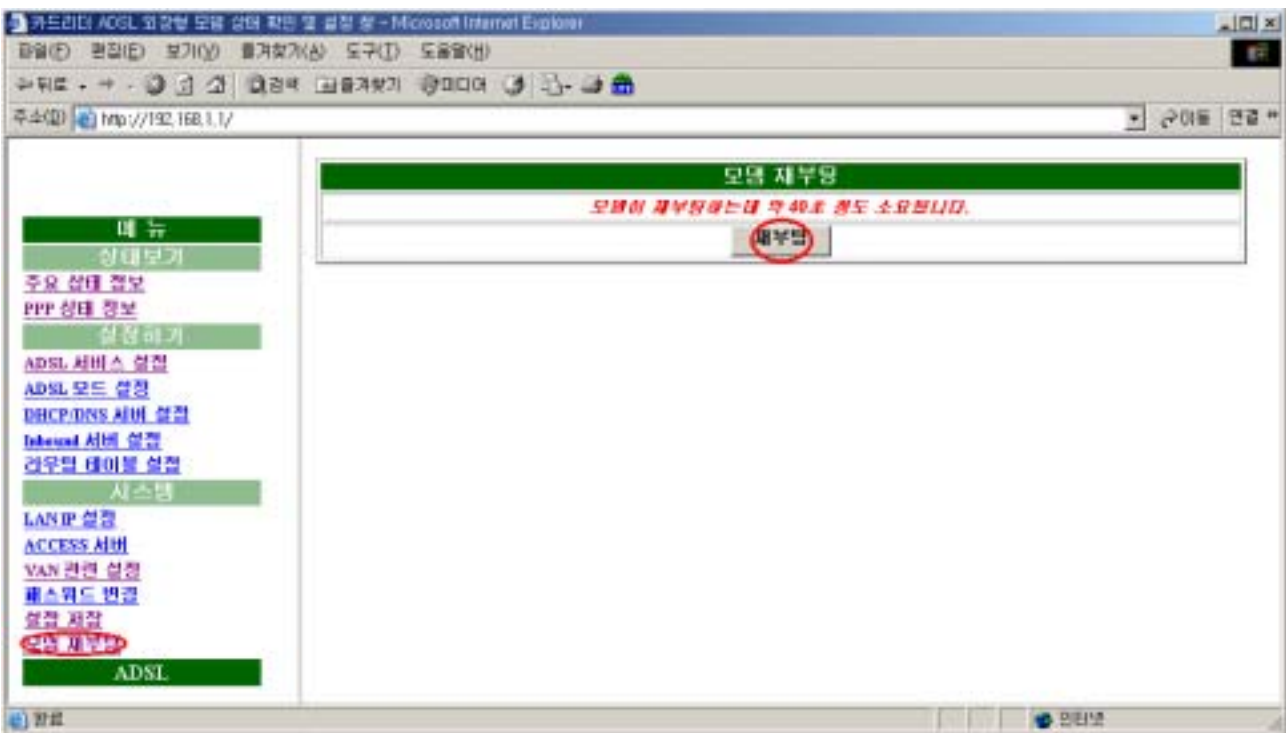 카드리더 ADSL 외장형 모뎀 상태 확인 및 설정 창 - Microsoft Internet Explorer
파일(F) 편집(E) 보기(V) 즐겨찾기(A) 도구(T) 도움말(H)
뒤로 검색 즐겨찾기 미디어
주소(D) http://192.168.1.1/ 이동 연결 »
모뎀 재부팅
모뎀이 재부팅하는데 약 40초 정도 소요됩니다.
재부팅
메 뉴
상태보기
주요 상태 정보
PPP 상태 정보
설정하기
ADSL 서비스 설정
ADSL 모드 설정
DHCP/DNS 서버 설정
Inbound 서버 설정
라우팅 테이블 설정
시스템
LAN IP 설정
ACCESS 서버
VAN 관련 설정
패스워드 변경
설정 저장
모뎀 재부팅
ADSL
완료 인터넷